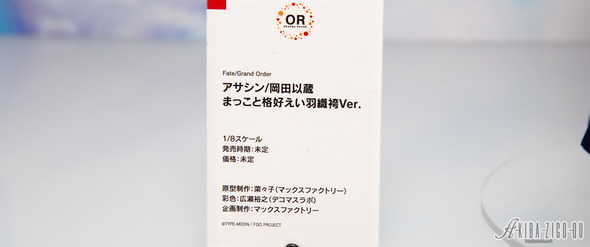 OR
ORANGE ROUGE
Fate/Grand Order
アサシン/岡田以蔵
まっこと格好えい羽織袴Ver.
1/8スケール
発売時期:未定
価格:未定
原型制作:菜々子(マックスファクトリー)
彩色:広瀬裕之(デコマスラボ)
企画制作:マックスファクトリー
©TYPE-MOON / FGO PROJECT
AKIBA-ZIGO-QU